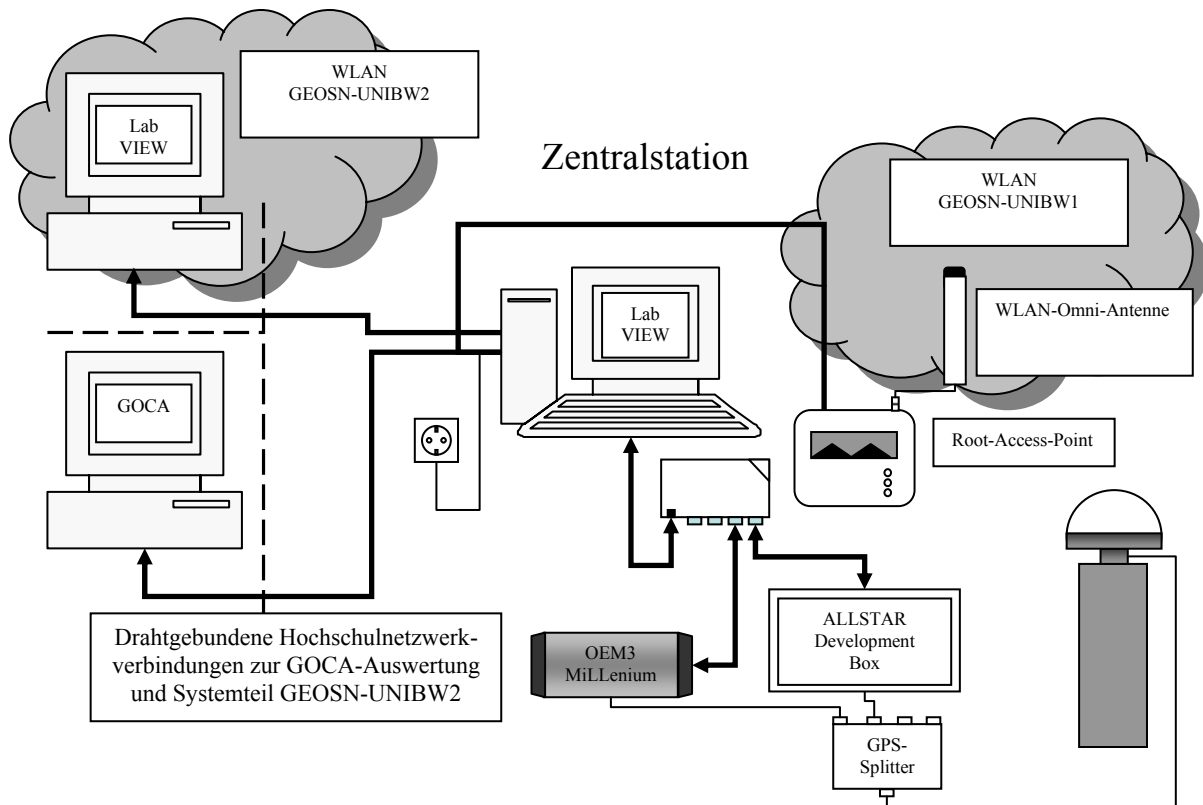 WLAN
GEOSN-UNIBW2
Lab
VIEW
Zentralstation
WLAN
GEOSN-UNIBW1
WLAN-Omni-Antenne
Lab
VIEW
GOCA
Root-Access-Point
Drahtgebundene Hochschulnetzwerk-
verbindungen zur GOCA-Auswertung
und Systemteil GEOSN-UNIBW2
OEM3
MiLLenium
ALLSTAR
Development
Box
GPS-
Splitter